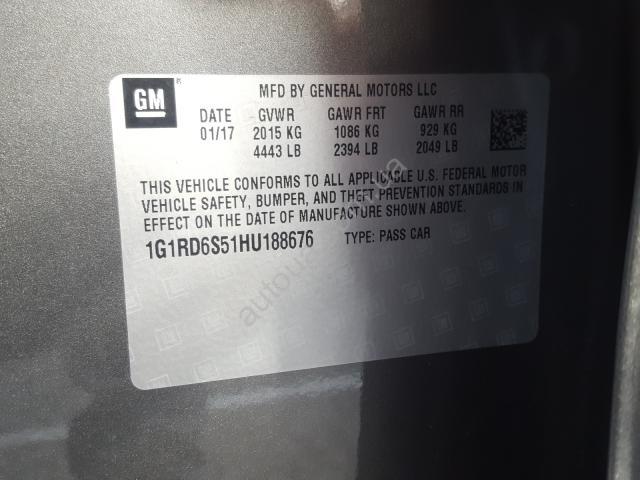 GM ®
MFD BY GENERAL MOTORS LLC
DATE GVWR GAWR FRT GAWR RR
01/17 2015 KG 1086 KG 929 KG
4443 LB 2394 LB 2049 LB
THIS VEHICLE CONFORMS TO ALL APPLICABLE U.S. FEDERAL MOTOR
VEHICLE SAFETY, BUMPER, AND THEFT PREVENTION STANDARDS IN
EFFECT ON THE DATE OF MANUFACTURE SHOWN ABOVE.
1G1RD6S51HU188676 TYPE: PASS CAR